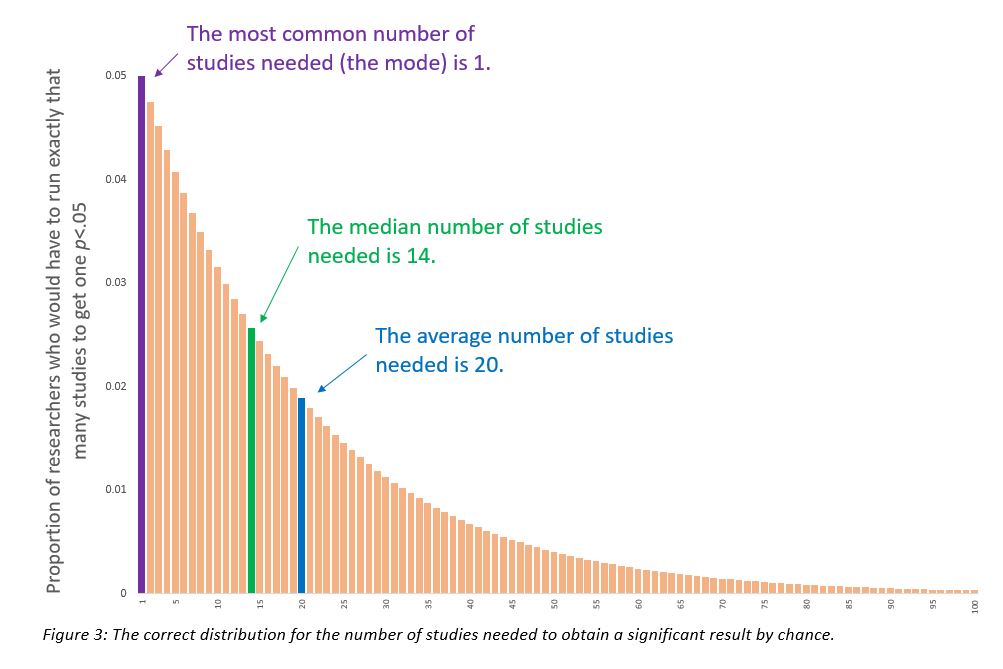 The most common number of
studies needed (the mode) is 1.
The median number of studies
needed is 14.
The average number of studies
needed is 20.
Proportion of researchers who would have to run exactly that
many studies to get one p<.05
0.05
0.04
0.03
0.02
0.01
0
1 5 10 15 20 25 30 35 40 45 50 55 60 65 70 75 80 85 90 95 100
Figure 3: The correct distribution for the number of studies needed to obtain a significant result by chance.